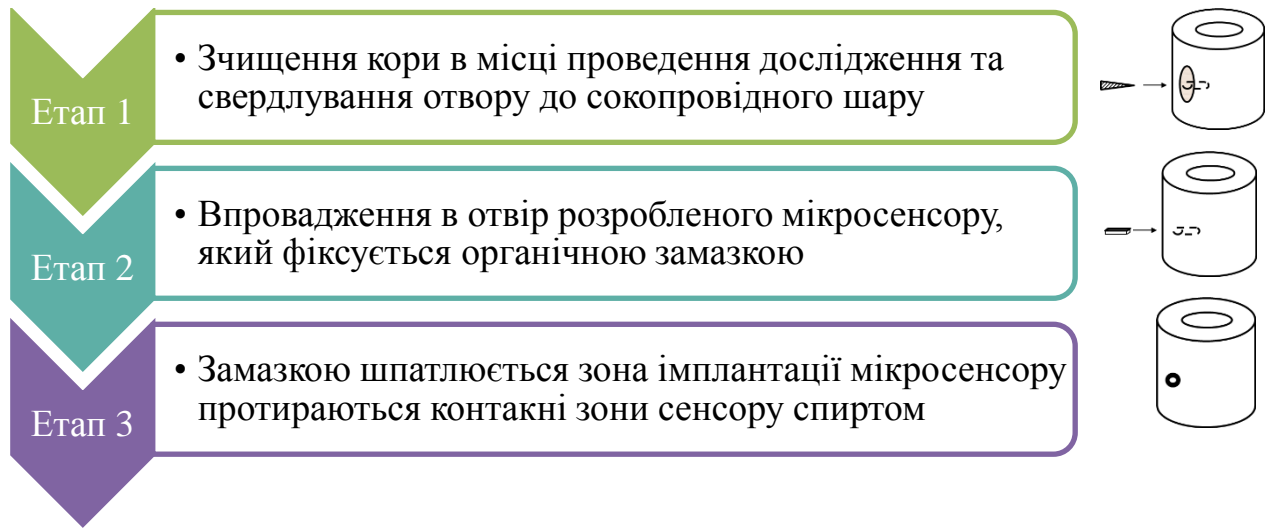 Етап 1
• Зчищення кори в місці проведення дослідження та
свердлування отвору до сокопровідного шару
Етап 2
• Впровадження в отвір розробленого мікросенсору,
який фіксується органічною замазкою
Етап 3
• Замазкою шпатлюється зона імплантації мікросенсору
протираються контакні зони сенсору спиртом